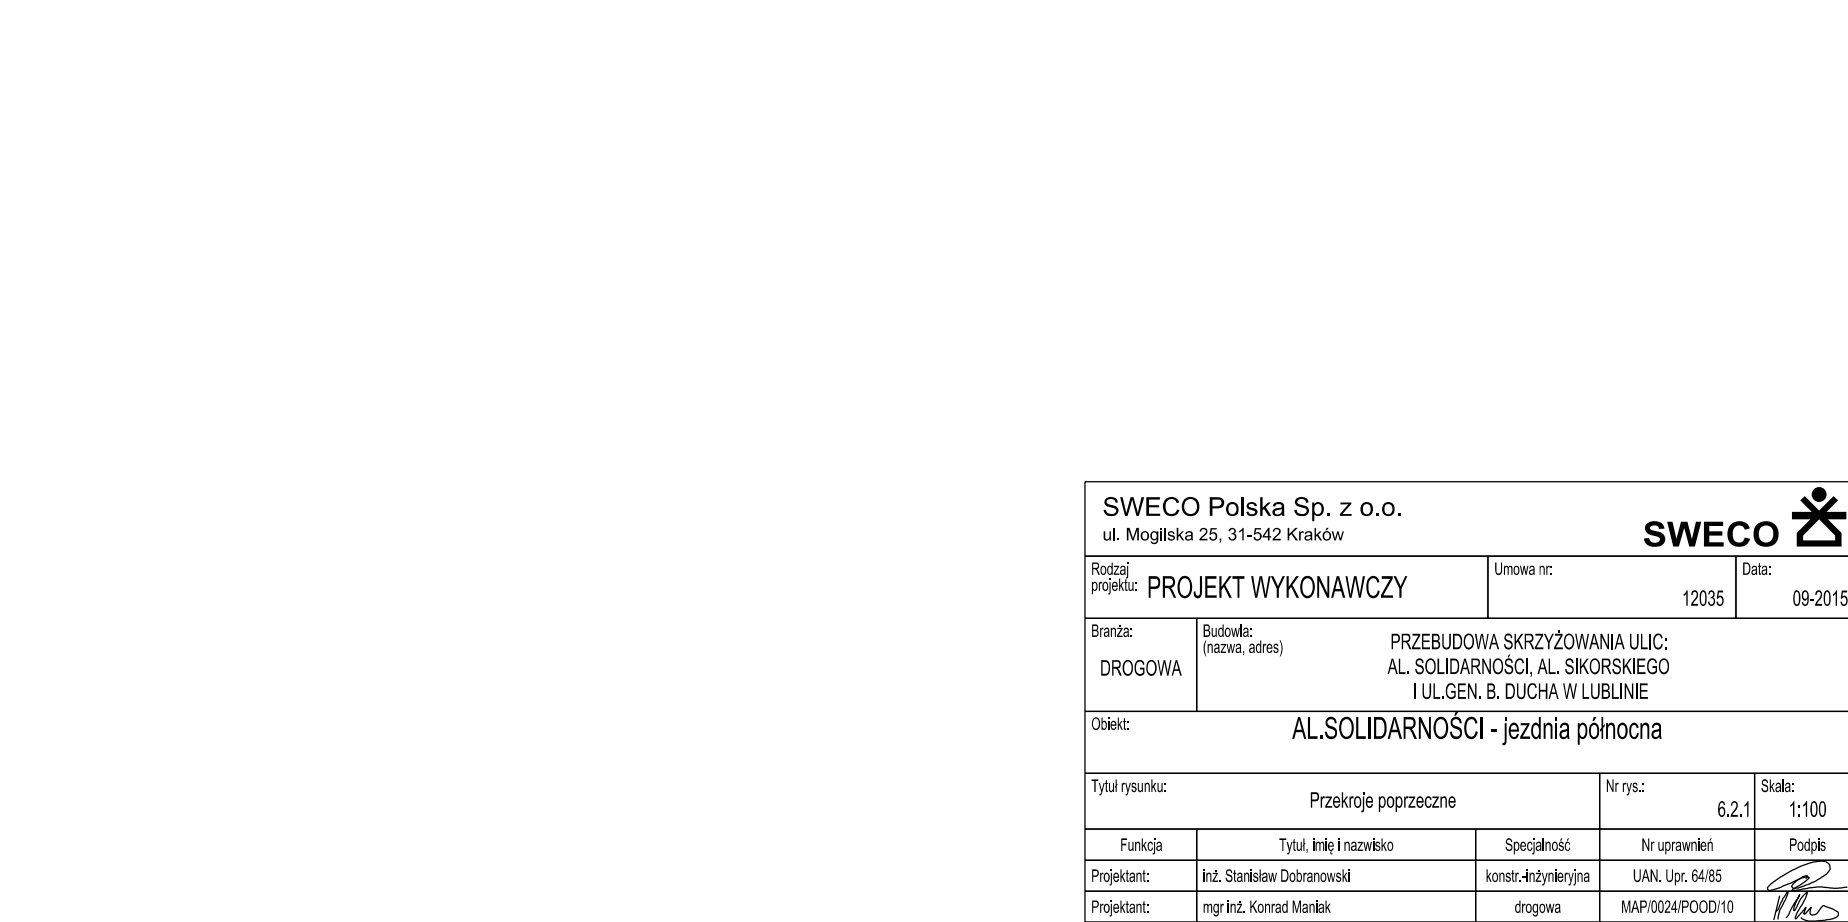 SWECO Polska Sp. z o.o.
ul. Mogilska 25, 31-542 Kraków
SWECO
Rodzaj
projektu: PROJEKT WYKONAWCZY
Umowa nr:
12035
Data:
09-2015
Branża:
DROGOWA
Budowla:
(nazwa, adres)
PRZEBUDOWA SKRZYŻOWANIA ULIC:
AL. SOLIDARNOŚCI, AL. SIKORSKIEGO
I UL.GEN. B. DUCHA W LUBLINIE
Obiekt:
AL.SOLIDARNOŚCI - jezdnia północna
Tytuł rysunku:
Przekroje poprzeczne
Nr rys.:
6.2.1
Skala:
1:100
Funkcja Tytuł, imię i nazwisko Specjalność Nr uprawnień Podpis
Projektant: inż. Stanisław Dobranowski konstr.-inżynieryjna UAN. Upr. 64/85
Projektant: mgr inż. Konrad Maniak drogowa MAP/0024/POOD/10